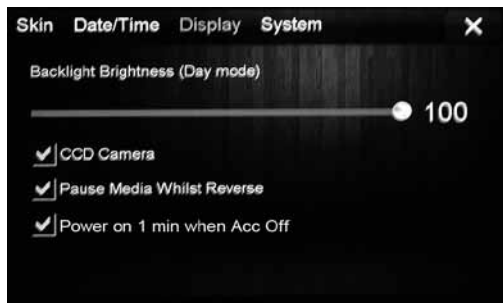 Skin Date/Time Display System
Backlight Brightness (Day mode)
100
CCD Camera
Pause Media Whilst Reverse
Power on 1 min when Acc Off